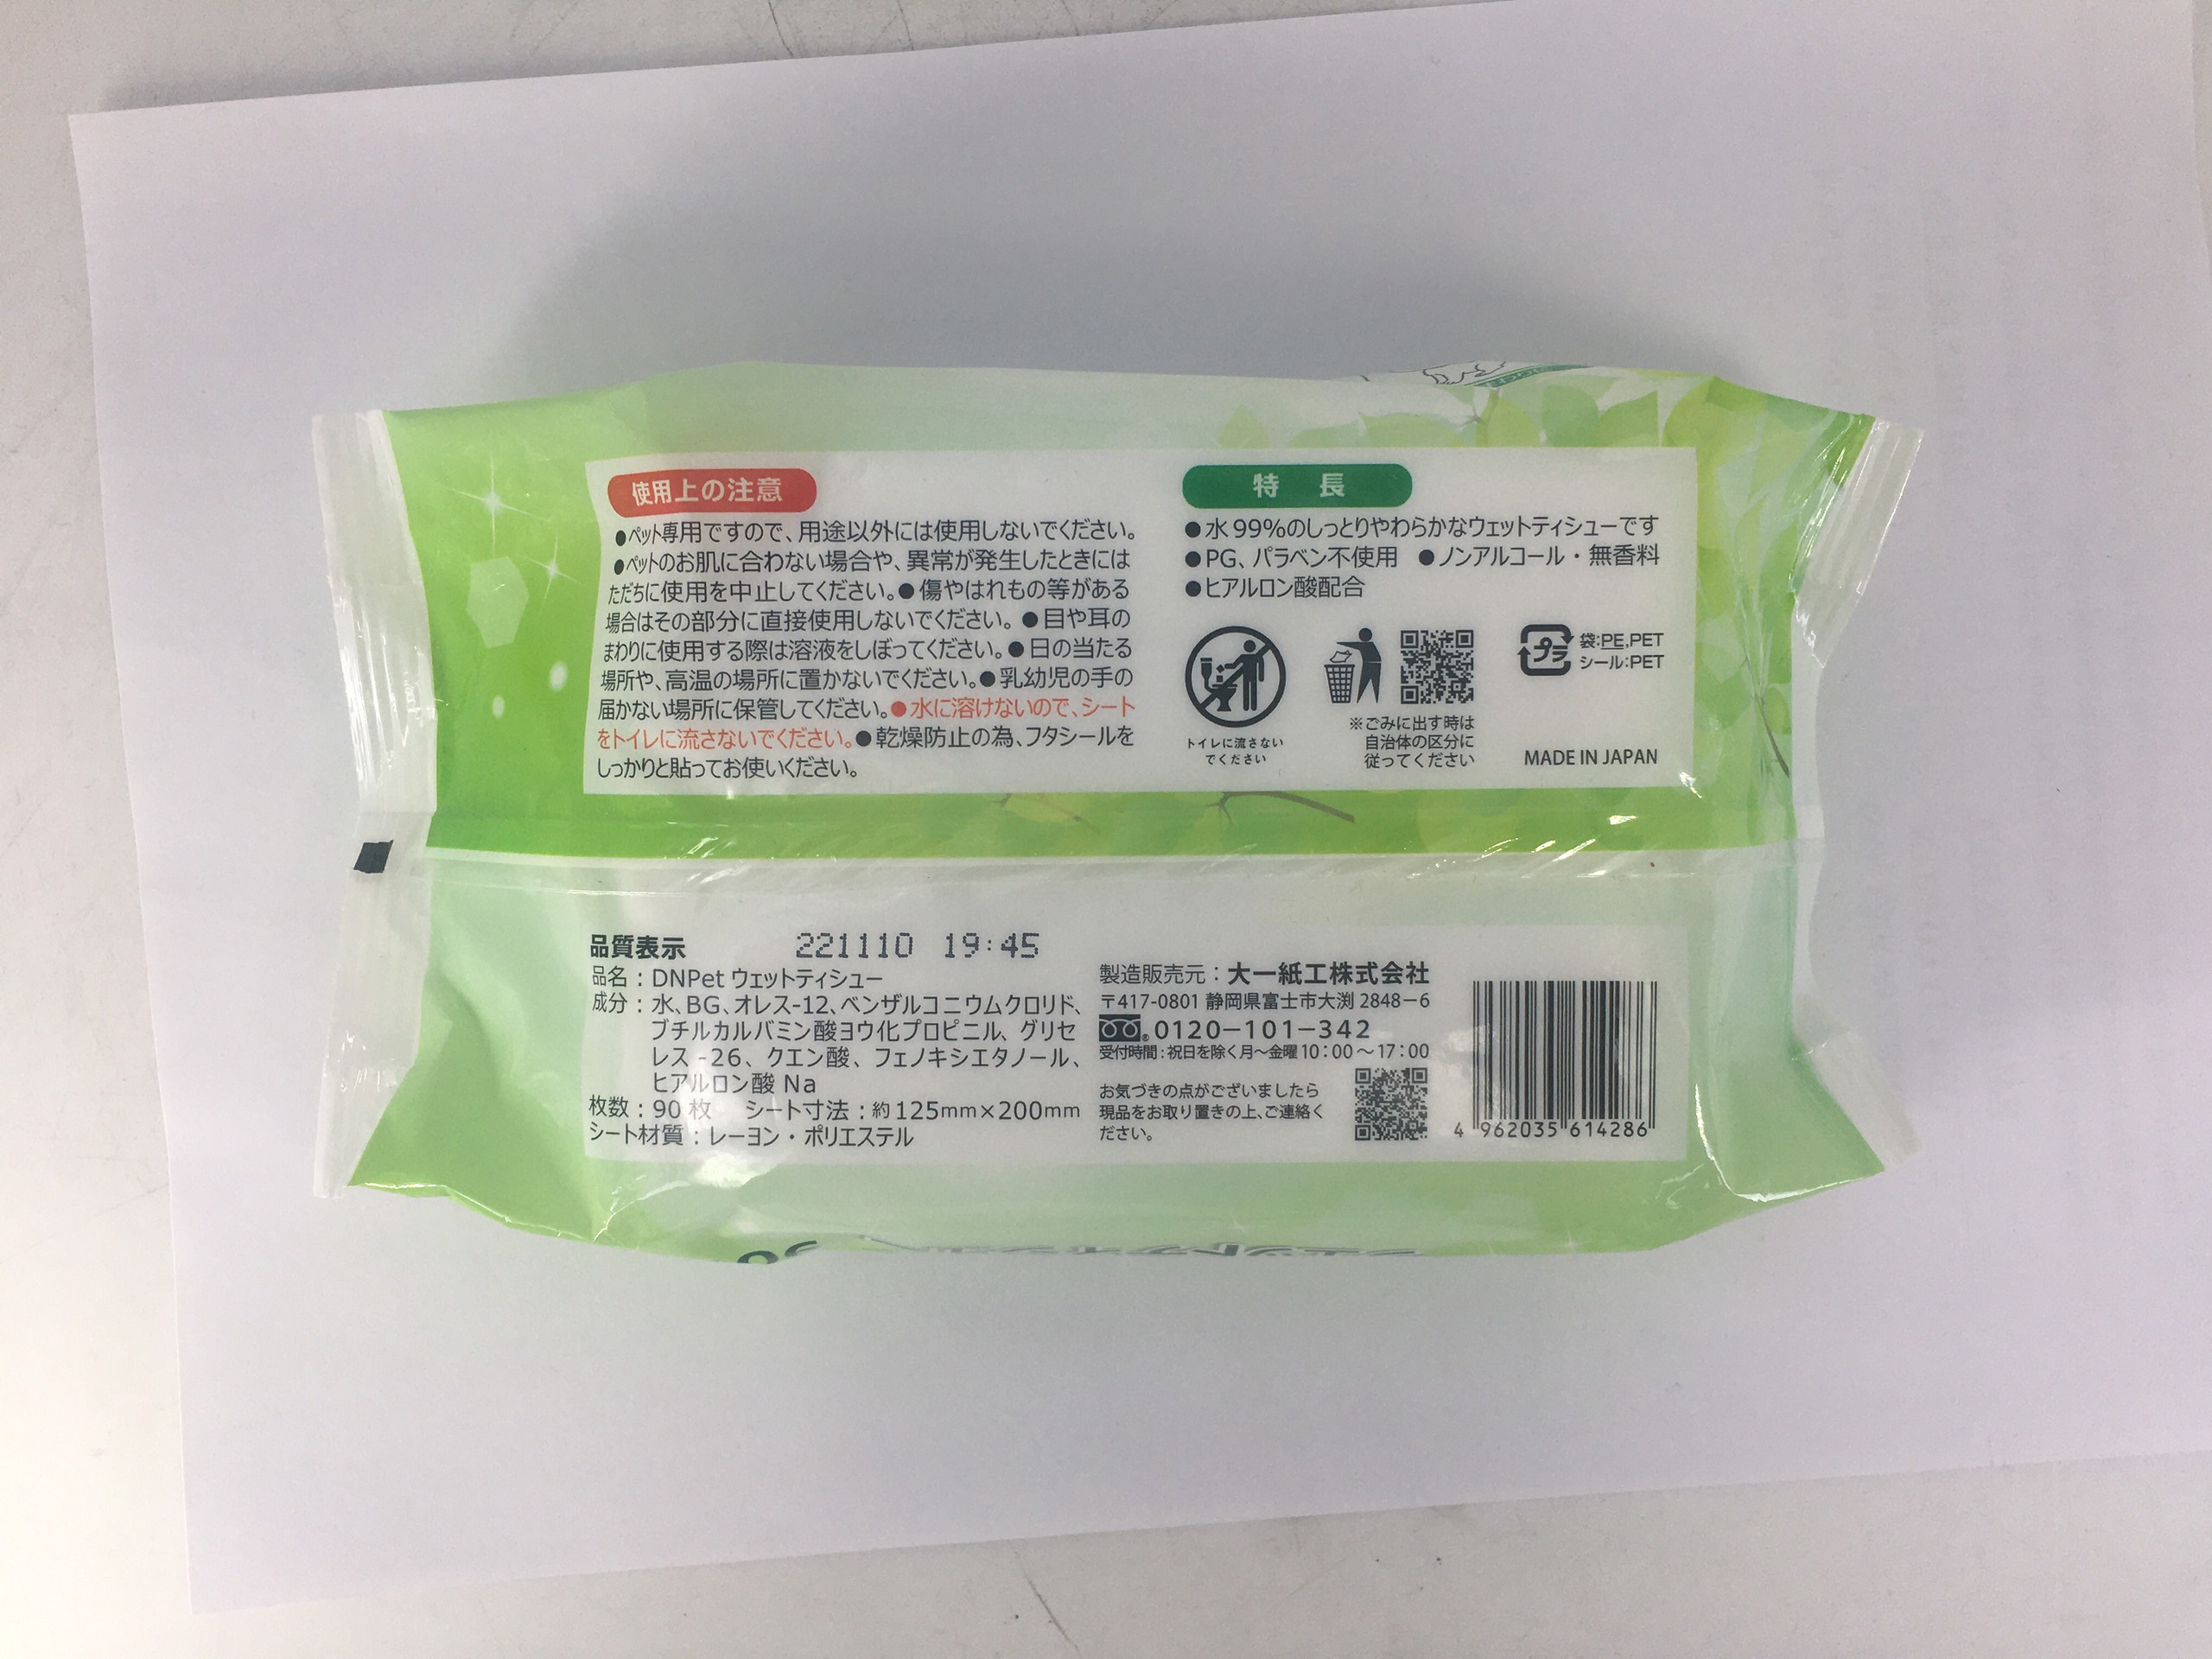 使用上の注意
●ペット専用ですので、用途以外には使用しないでください。
●ペットのお肌に合わない場合や、異常が発生したときには
ただちに使用を中止してください。●傷やはれもの等がある
場合はその部分に直接使用しないでください。●目や耳の
まわりに使用する際は溶液をしぼってください。●日の当たる
場所や、高温の場所に置かないでください。●乳幼児の手の
届かない場所に保管してください。●水に溶けないので、シート
をトイレに流さないでください。●乾燥防止の為、フタシールを
しっかりと貼ってお使いください。
特 長
●水99%のしっとりやわらかなウェットティシューです
●PG、パラベン不使用 ●ノンアルコール・無香料
●ヒアルロン酸配合
トイレに流さない
でください
※ごみに出す時は
自治体の区分に
従ってください
プラ
袋:PE,PET
シール:PET
MADE IN JAPAN
品質表示 221110 19:45
品名：DNPet ウェットティシュー
成分：水、BG、オレス-12、ベンザルコニウムクロリド、
ブチルカルバミン酸ヨウ化プロピニル、グリセ
レス-26、クエン酸、フェノキシエタノール、
ヒアルロン酸 Na
枚数：90 枚 シート寸法：約125mm×200mm
シート材質：レーヨン・ポリエステル
製造販売元：大一紙工株式会社
〒417-0801 静岡県富士市大渕 2848－6
0120－101－342
受付時間：祝日を除く月～金曜 10：00 ～ 17：00
お気づきの点がございましたら
現品をお取り置きの上、ご連絡く
ださい。
4 962035 614286